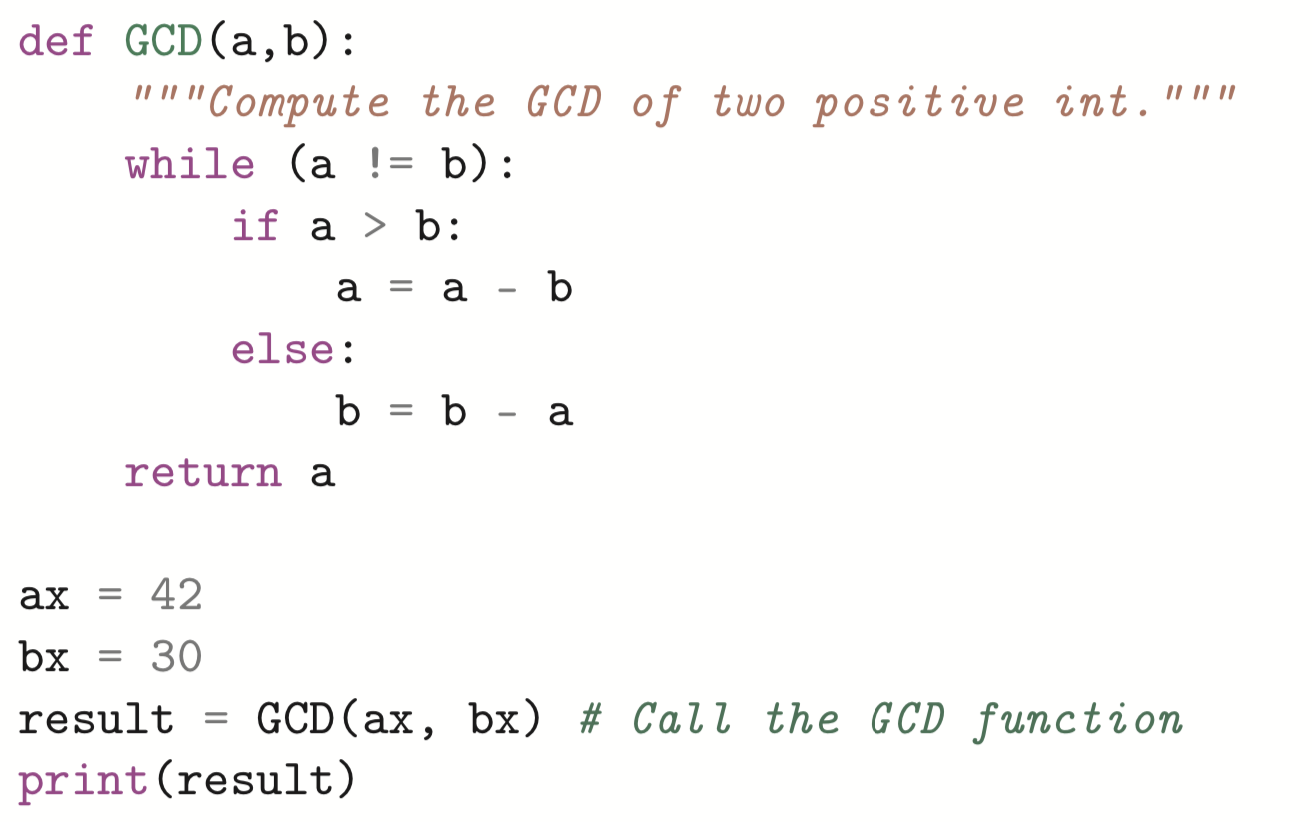 def GCD(a,b):
    """Compute the GCD of two positive int."""
    while (a != b):
        if a > b:
            a = a - b
        else:
            b = b - a
    return a

ax = 42
bx = 30
result = GCD(ax, bx) # Call the GCD function
print(result)